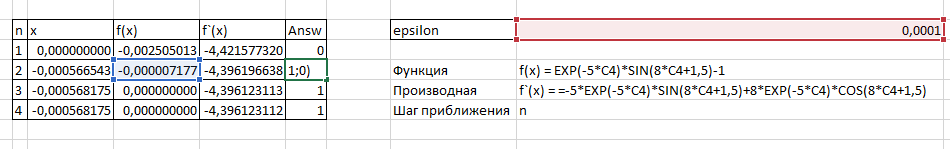 n x f(x) f`(x) Answ epsilon 0,0001
1 0,000000000 -0,002505013 -4,421577320 0
2 -0,000566543 -0,000007177 -4,396196638 1;0) Функция f(x) = EXP(-5*C4)*SIN(8*C4+1,5)-1
3 -0,000568175 0,000000000 -4,396123113 1 Производная f`(x) = =-5*EXP(-5*C4)*SIN(8*C4+1,5)+8*EXP(-5*C4)*COS(8*C4+1,5)
4 -0,000568175 0,000000000 -4,396123112 1 Шаг приближения n